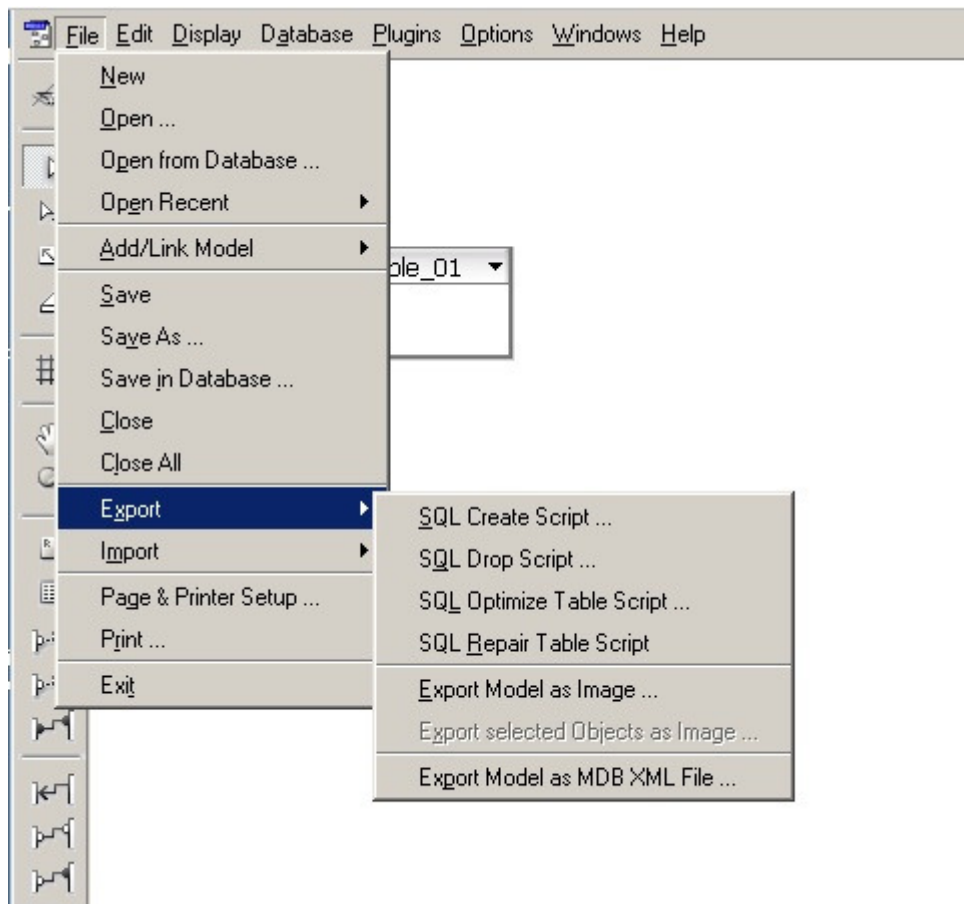 File Edit Display Database Plugins Options Windows Help
New
Open ...
Open from Database ...
Open Recent
Add/Link Model
ble_01
Save
Save As ...
Save in Database ...
Close
Close All
Export
Import
Page & Printer Setup ...
Print ...
Exit
SQL Create Script ...
SQL Drop Script ...
SQL Optimize Table Script ...
SQL Repair Table Script
Export Model as Image ...
Export selected Objects as Image ...
Export Model as MDB XML File ...